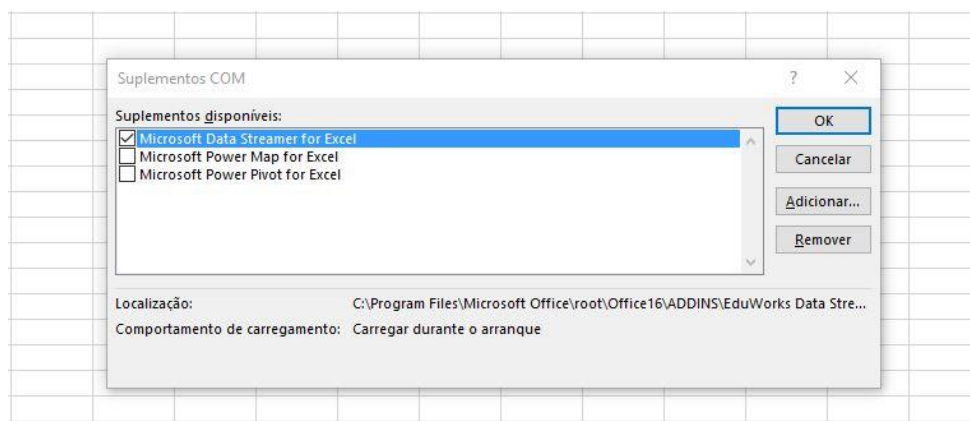 Suplementos COM
?
Suplementos disponíveis:
Microsoft Data Streamer for Excel
Microsoft Power Map for Excel
Microsoft Power Pivot for Excel
OK
Cancelar
Adicionar...
Remover
Localização: C:\Program Files\Microsoft Office\root\Office16\ADDINS\EduWorks Data Stre...
Comportamento de carregamento: Carregar durante o arranque